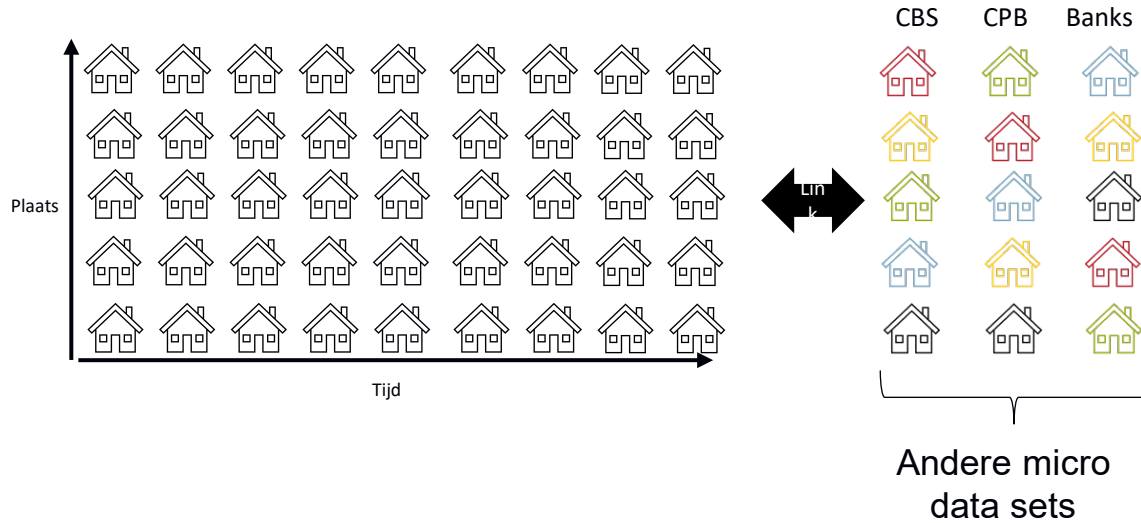 CBS CPB Banks
Plaats
Lin
k
Tijd
Andere micro
data sets